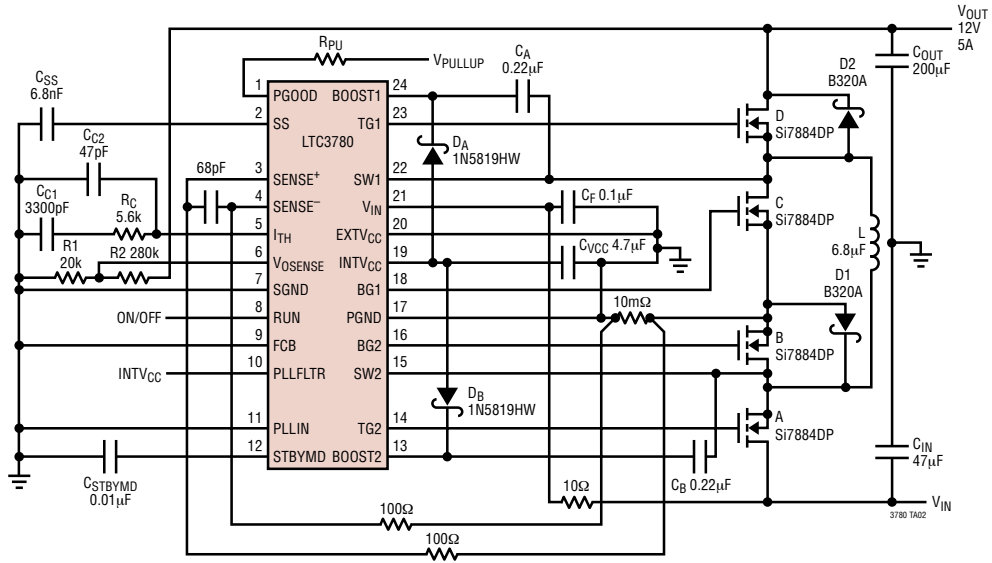 VOUT
12V
5A
RPU
VPULLUP
CA
0.22µF
D2
B320A
COUT
200µF
CSS
6.8nF
1 PGOOD BOOST1 24
2 SS TG1 23
LTC3780
3 SENSE+ SW1 22
4 SENSE– VIN 21
5 ITH EXTVCC 20
6 VOSENSE INTVCC 19
7 SGND BG1 18
8 RUN PGND 17
9 FCB BG2 16
10 PLLFLTR SW2 15
11 PLLIN TG2 14
12 STBYMD BOOST2 13
D
Si7884DP
CC2
47pF
DA
1N5819HW
68pF
CC1
3300pF
RC
5.6k
CF 0.1µF
C
Si7884DP
R1
20k
R2 280k
CVCC 4.7µF
L
6.8µF
D1
B320A
ON/OFF
10mΩ
B
Si7884DP
INTVCC
DB
1N5819HW
A
Si7884DP
CSTBYMD
0.01µF
CB 0.22µF
CIN
47µF
10Ω
VIN
3780 TA02
100Ω
100Ω